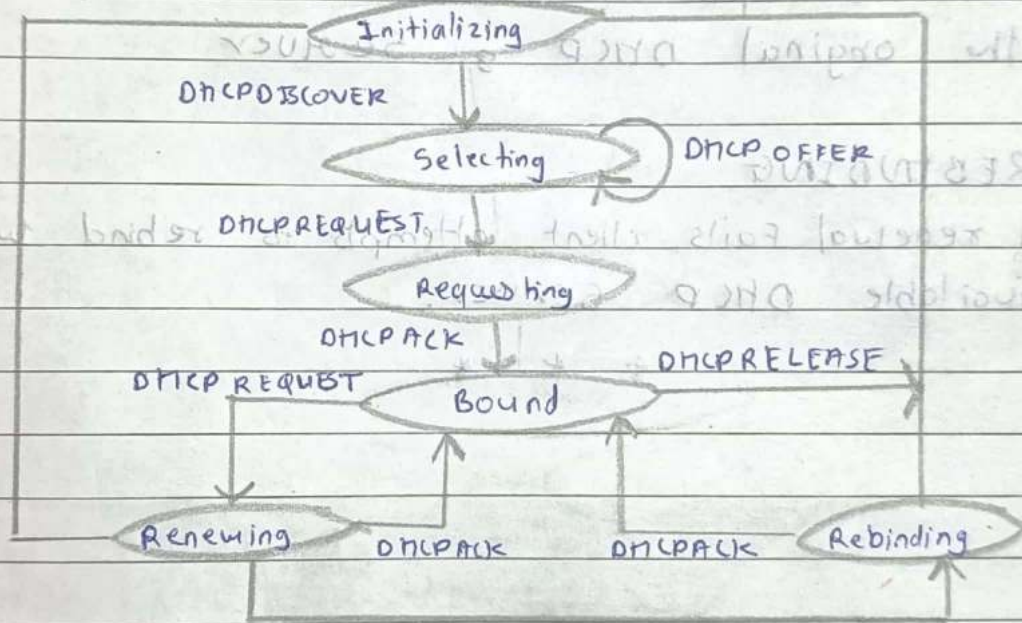 Initializing
DHCPDISCOVER
Selecting
DHCP OFFER
DHCPREQUEST
Requesting
DHCPACK
DHCPRELEASE
DHCP REQUEST
Bound
Renewing
DHCPACK
DHCPACK
Rebinding